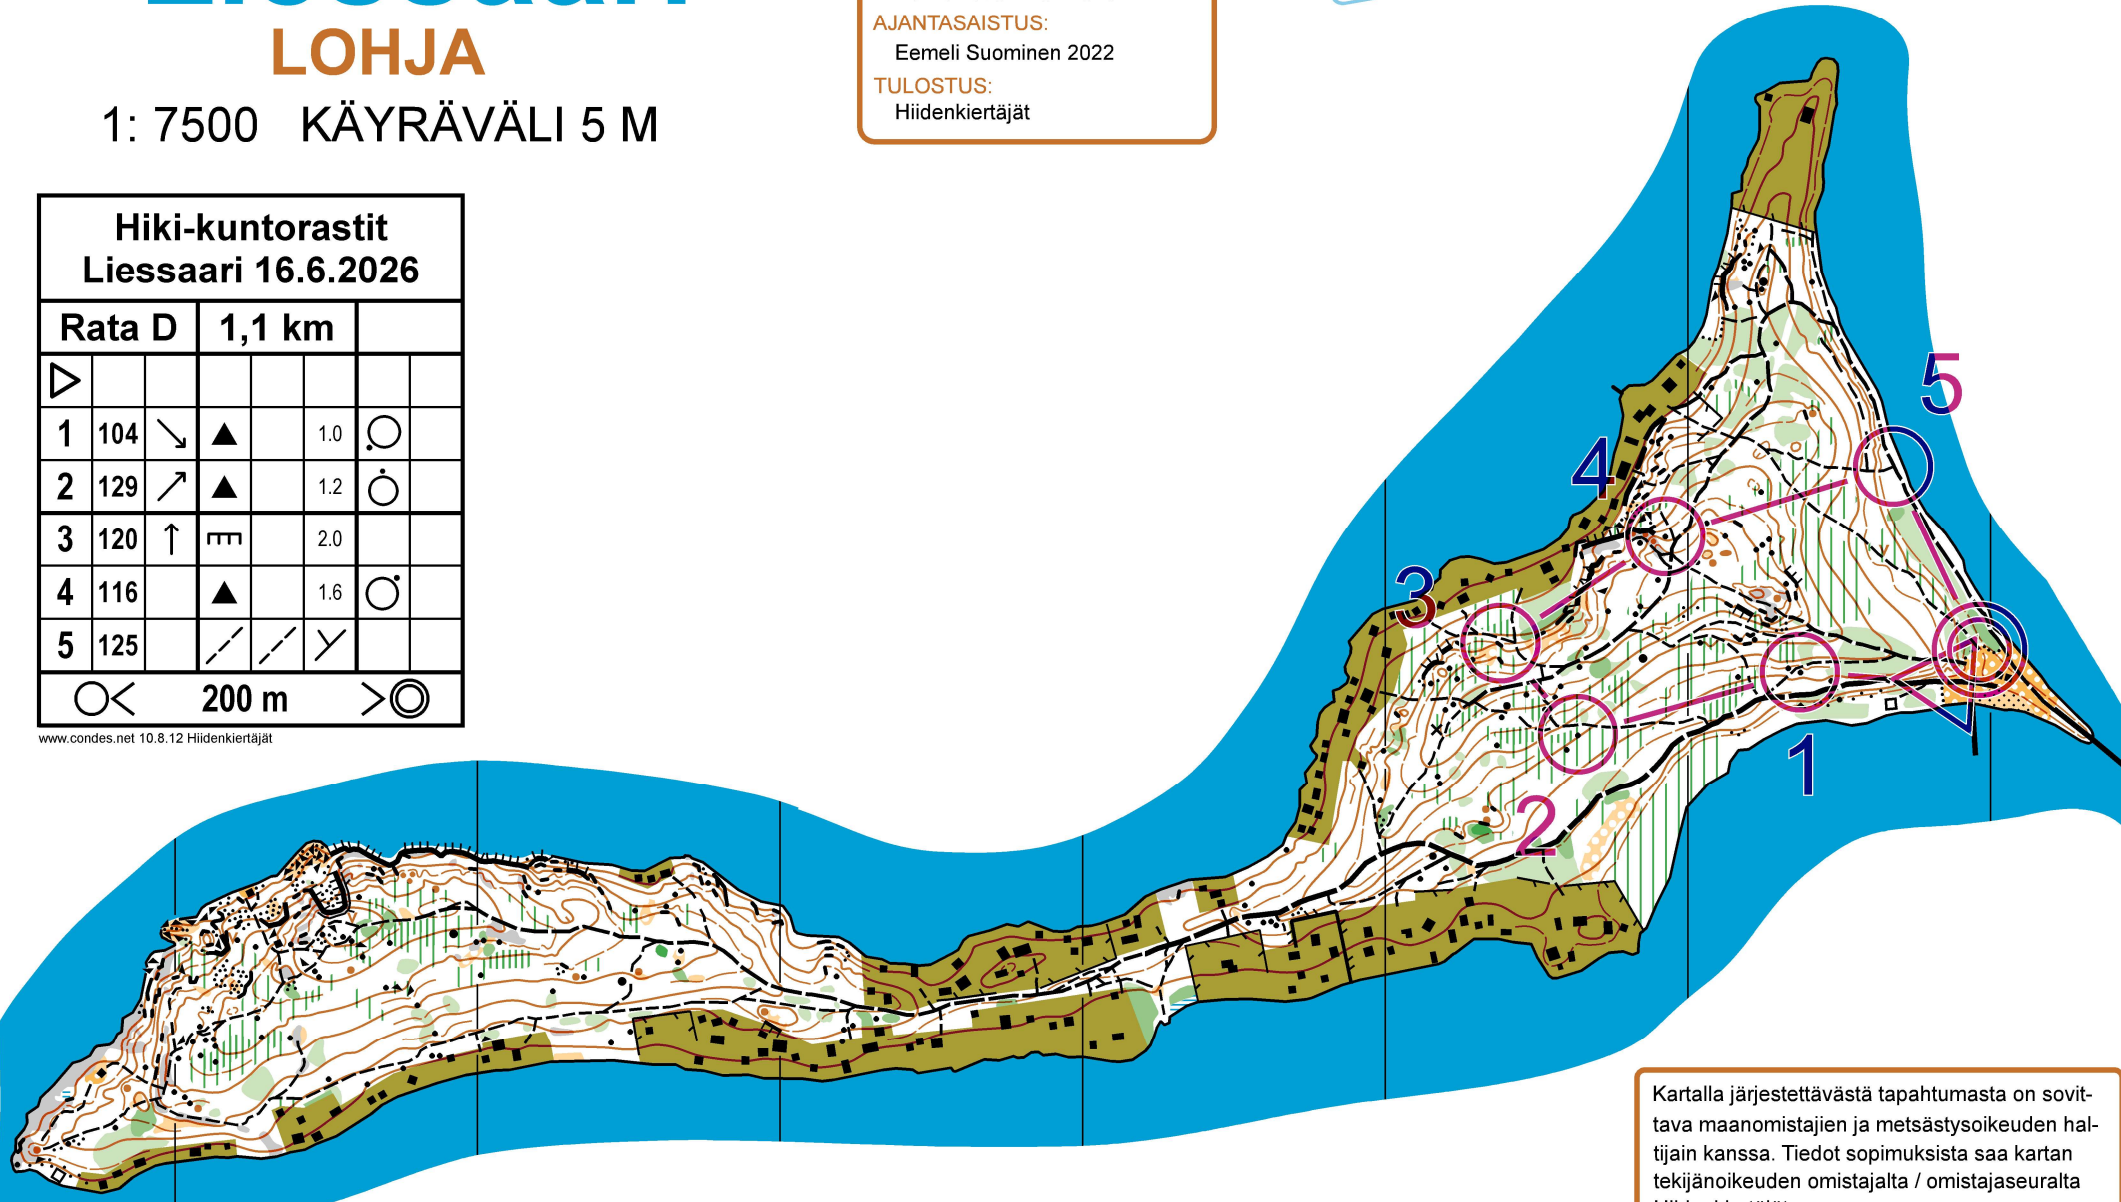 LOHJA
1: 7500 KÄYRÄVÄLI 5 M
AJANTASAISTUS:
Eemeli Suominen 2022
TULOSTUS:
Hiidenkiertäjät
Hiki-kuntorastit
Liessaari 16.6.2026
Rata D 1,1 km
1 104 1.0
2 129 1.2
3 120 2.0
4 116 1.6
5 125
200 m
www.condes.net 10.8.12 Hiidenkiertäjät
5
4
3
1
2
Kartalla järjestettävästä tapahtumasta on sovit-
tava maanomistajien ja metsästysoikeuden hal-
tijain kanssa. Tiedot sopimuksista saa kartan
tekijänoikeuden omistajalta / omistajaseuralta